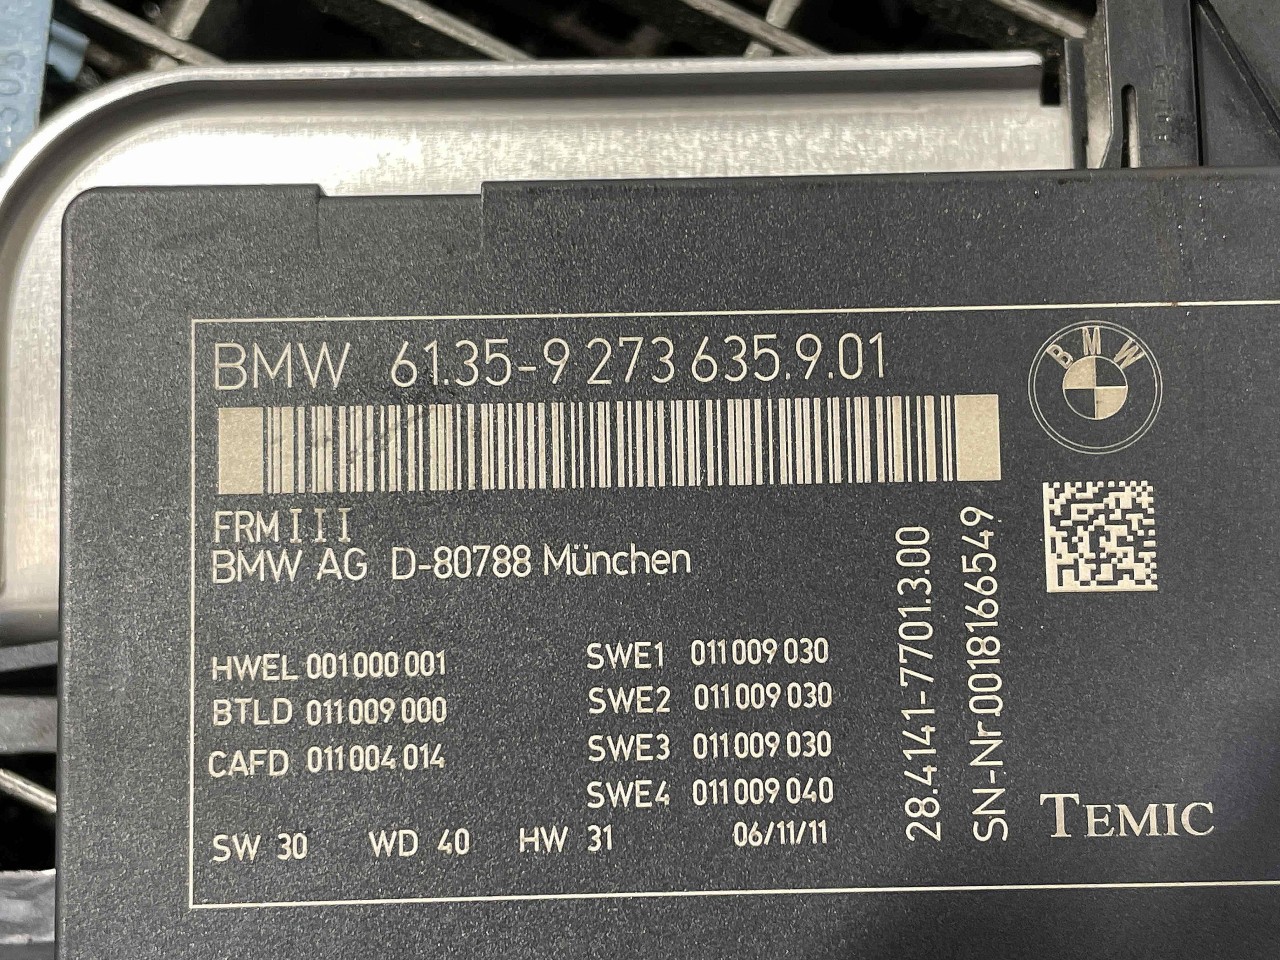 BMW 61.35-9 273 635.9.01
BMW
FRM III
BMW AG D-80788 München
HWEL 001 000 001
BTLD 011 009 000
CAFD 011 004 014
SWE1 011 009 030
SWE2 011 009 030
SWE3 011 009 030
SWE4 011 009 040
SW 30 WD 40 HW 31 06/11/11
28.4141-7701.3.00
SN-Nr.0018166549
TEMIC